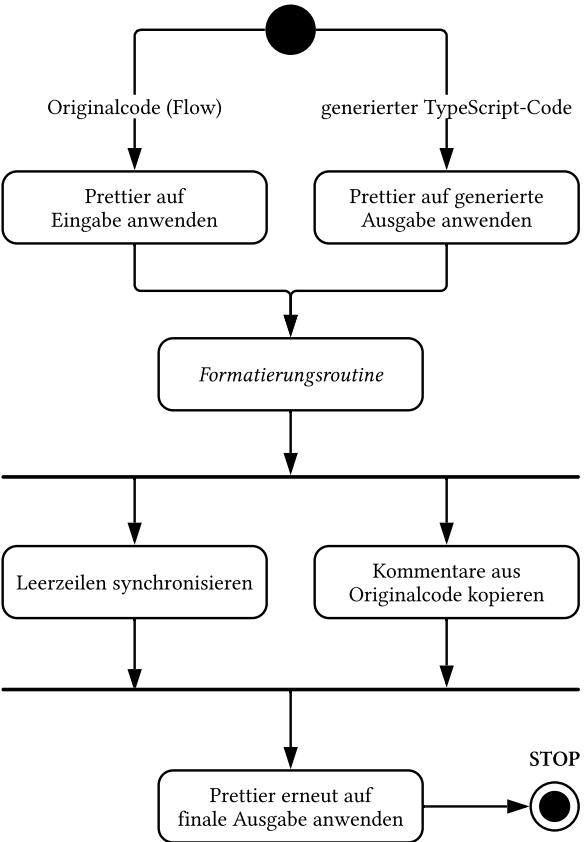 Originalcode (Flow)
generierter TypeScript-Code
Prettier auf
Eingabe anwenden
Prettier auf generierte
Ausgabe anwenden
Formatierungsroutine
Leerzeilen synchronisieren
Kommentare aus
Originalcode kopieren
STOP
Prettier erneut auf
finale Ausgabe anwenden